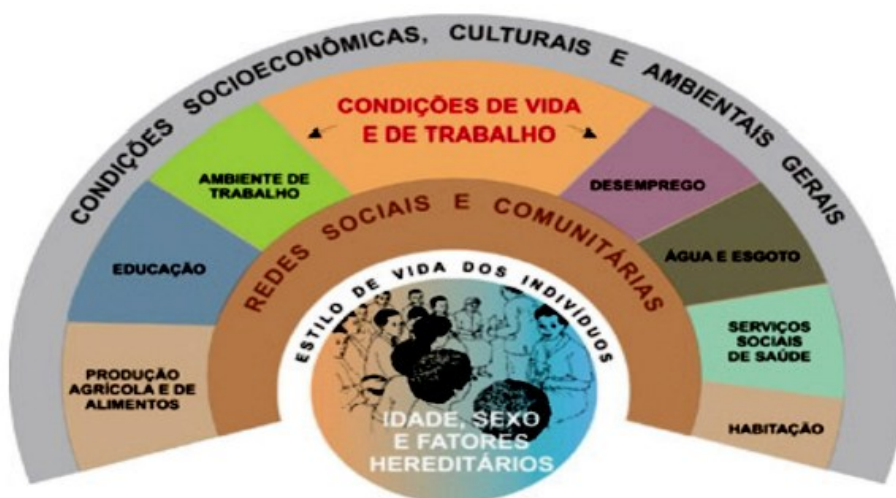 CONDIÇÕES SOCIOECONÔMICAS, CULTURAIS E AMBIENTAIS GERAIS
CONDIÇÕES DE VIDA
E DE TRABALHO
AMBIENTE DE
TRABALHO
DESEMPREGO
EDUCAÇÃO
ÁGUA E ESGOTO
PRODUÇÃO
AGRÍCOLA E DE
ALIMENTOS
SERVIÇOS
SOCIAIS
DE SAÚDE
HABITAÇÃO
REDES SOCIAIS E COMUNITÁRIAS
ESTILO DE VIDA DOS INDIVÍDUOS
IDADE, SEXO
E FATORES
HEREDITÁRIOS